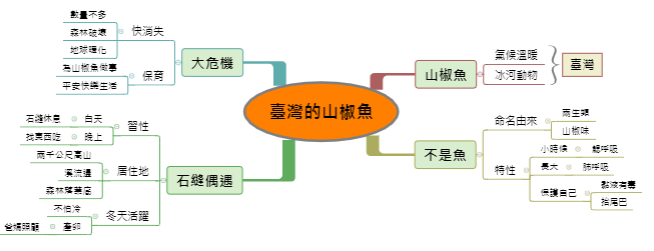 臺灣的山椒魚
大危機
快消失
數量不多
森林破壞
地球暖化
保育
為山椒魚做事
平安快樂生活
石縫偶遇
習性
白天
石縫休息
晚上
找東西吃
居住地
兩千公尺高山
溪流邊
森林落葉底
冬天活躍
不怕冷
產卵
爸媽照顧
山椒魚
氣候溫暖
冰河動物
臺灣
不是魚
命名由來
兩生類
山椒味
特性
小時候
鰓呼吸
長大
肺呼吸
保護自己
黏液有毒
抬尾巴